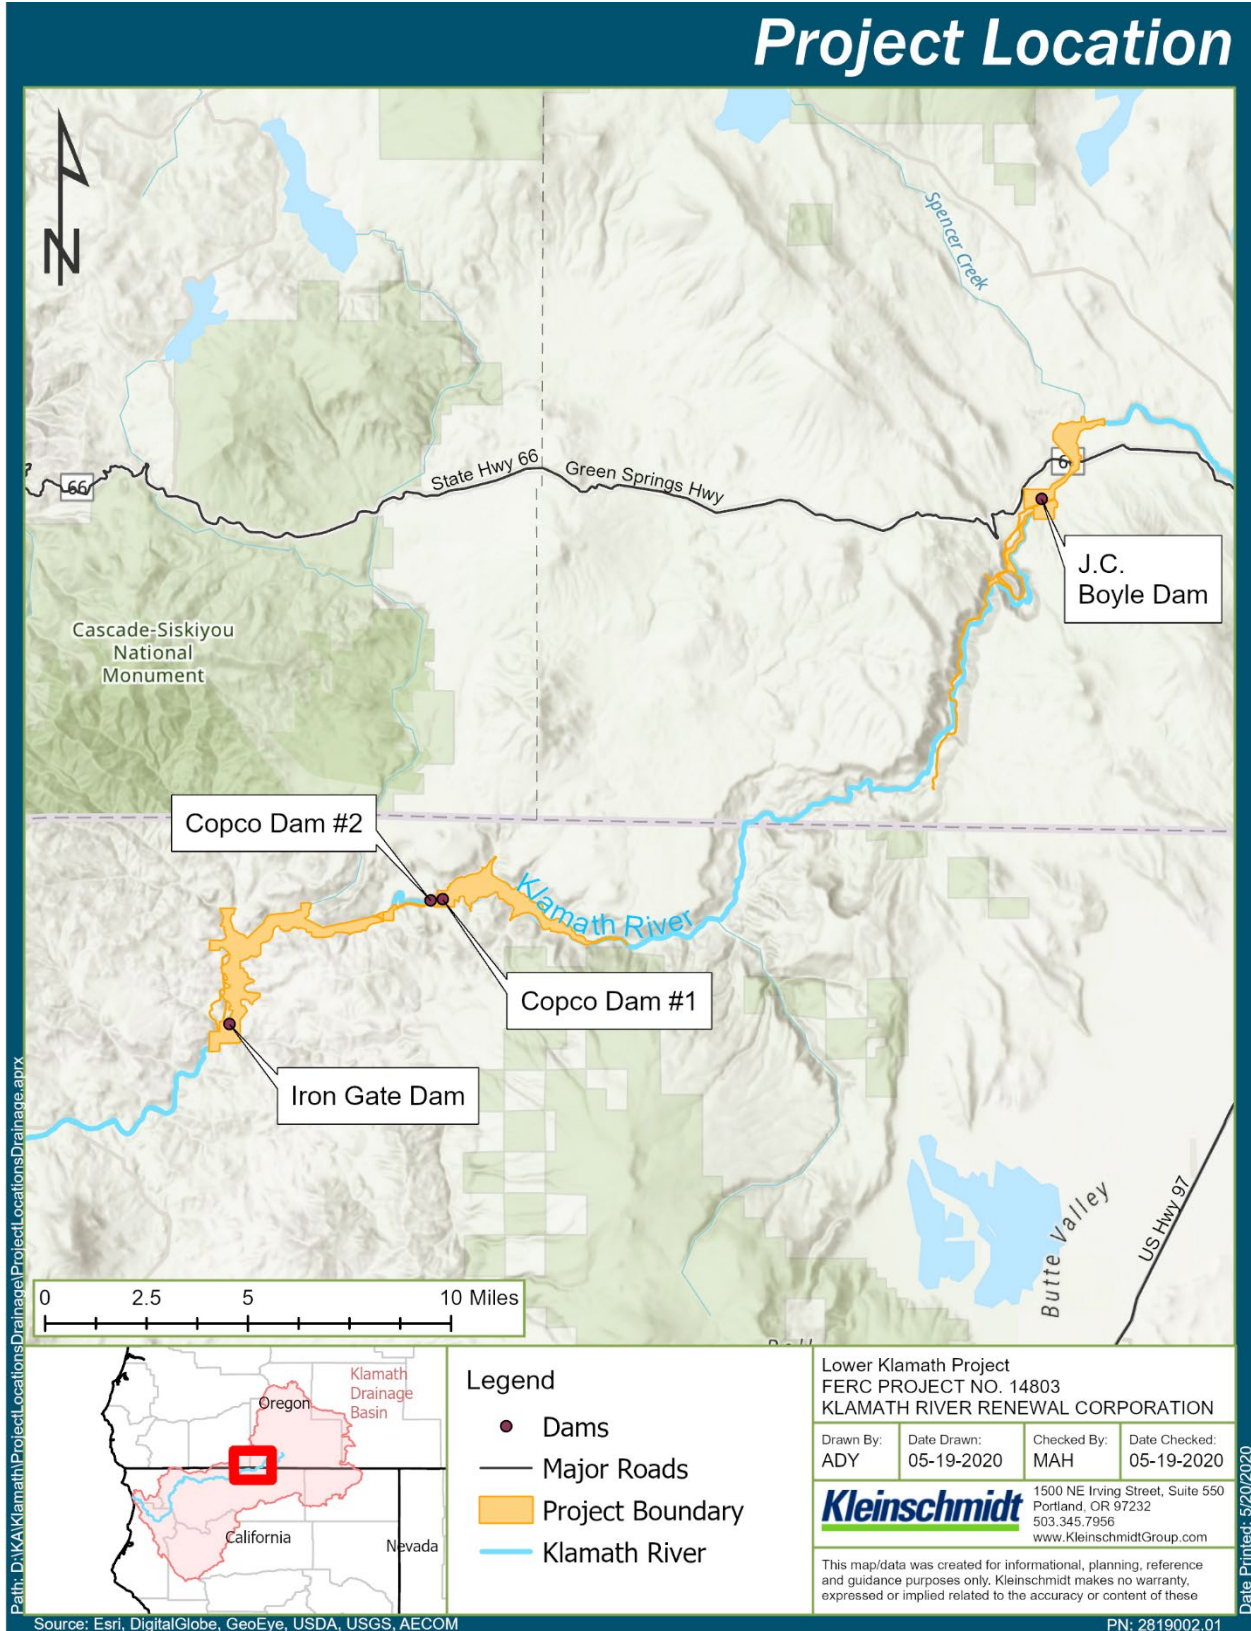 Project Location
N
Spencer Creek
66
State Hwy 66
Green Springs Hwy
J.C.
Boyle Dam
Cascade-Siskiyou
National
Monument
Copco Dam #2
Klamath River
Copco Dam #1
Iron Gate Dam
Butte Valley
US Hwy 97
0 2.5 5 10 Miles
Klamath
Drainage
Basin
Oregon
California
Nevada
Legend
Dams
Major Roads
Project Boundary
Klamath River
Lower Klamath Project
FERC PROJECT NO. 14803
KLAMATH RIVER RENEWAL CORPORATION
Drawn By:
ADY
Date Drawn:
05-19-2020
Checked By:
MAH
Date Checked:
05-19-2020
Kleinschmidt
1500 NE Irving Street, Suite 550
Portland, OR 97232
503.345.7956
www.KleinschmidtGroup.com
This map/data was created for informational, planning, reference
and guidance purposes only. Kleinschmidt makes no warranty,
expressed or implied related to the accuracy or content of these
Path: D:\KA\Klamath\ProjectLocationsDrainage\ProjectLocationsDrainage.aprx
Date Printed: 5/20/2020
Source: Esri, DigitalGlobe, GeoEye, USDA, USGS, AECOM
PN: 2819002.01